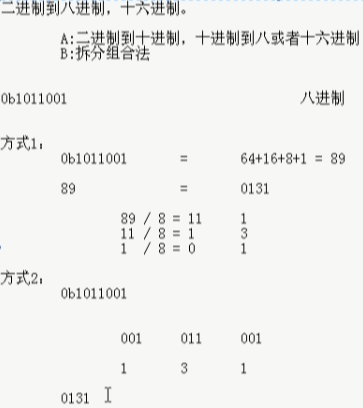 二进制到八进制，十六进制。
A:二进制到十进制，十进制到八或者十六进制
B:拆分组合法
0b1011001 八进制
方式1：
0b1011001 = 64+16+8+1 = 89
89 = 0131
89 / 8 = 11 1
11 / 8 = 1 3
1 / 8 = 0 1
方式2：
0b1011001
001 011 001
1 3 1
0131